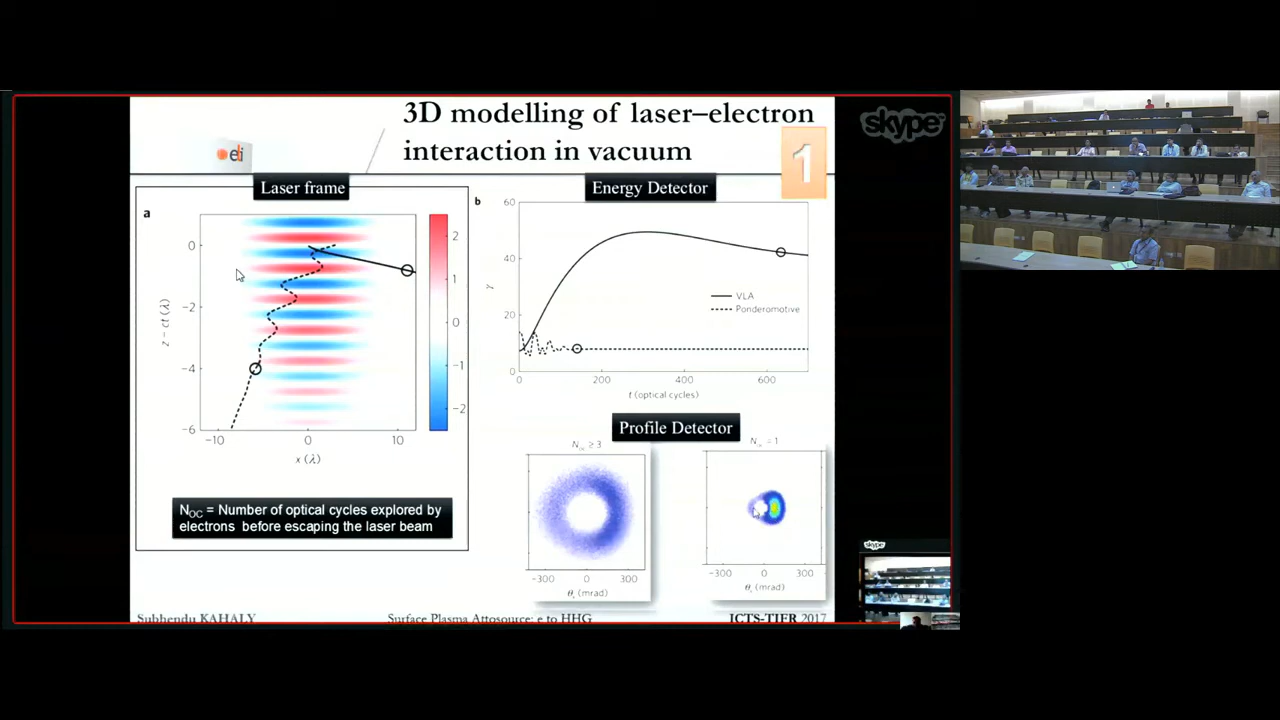 3D modelling of laser–electron
interaction in vacuum
eli
1
skype
Laser frame
a
0
−2
−4
−6
z − ct (λ)
−10
0
10
x (λ)
2
1
0
−1
−2
N_OC = Number of optical cycles explored by
electrons before escaping the laser beam
Energy Detector
b
60
40
20
0
γ
VLA
Ponderomotive
0
200
400
600
t (optical cycles)
Profile Detector
N_OC ≥ 3
−300
0
300
(mrad)
N_OC = 1
−300
0
300
(mrad)
skype
Subhendu KAHALY
Surface Plasma Attosource: e to HHG
ICTS-TIFR 2017